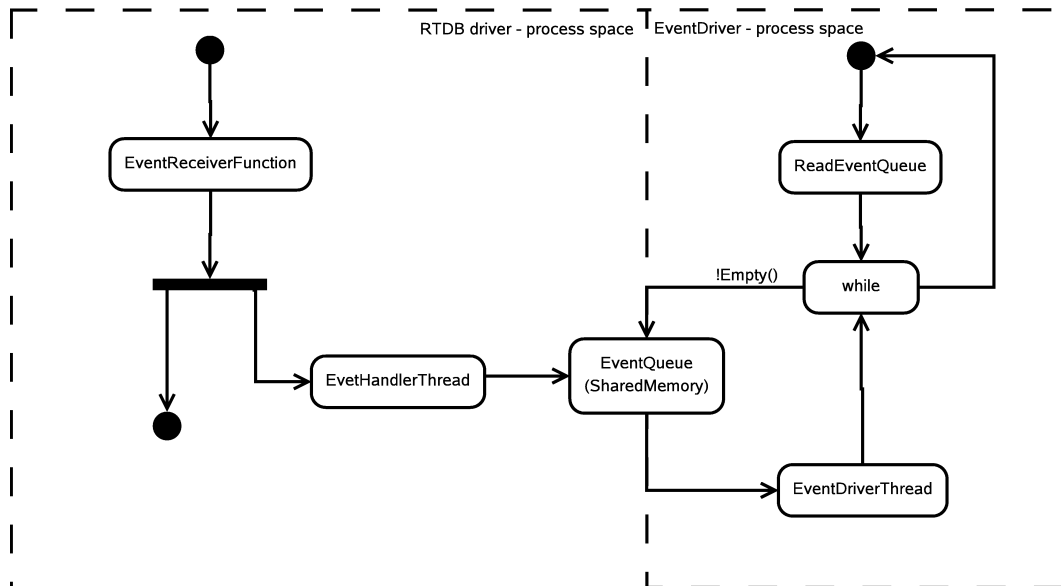 RTDB driver - process space
EventDriver - process space
EventReceiverFunction
ReadEventQueue
!Empty()
while
EvetHandlerThread
EventQueue
(SharedMemory)
EventDriverThread